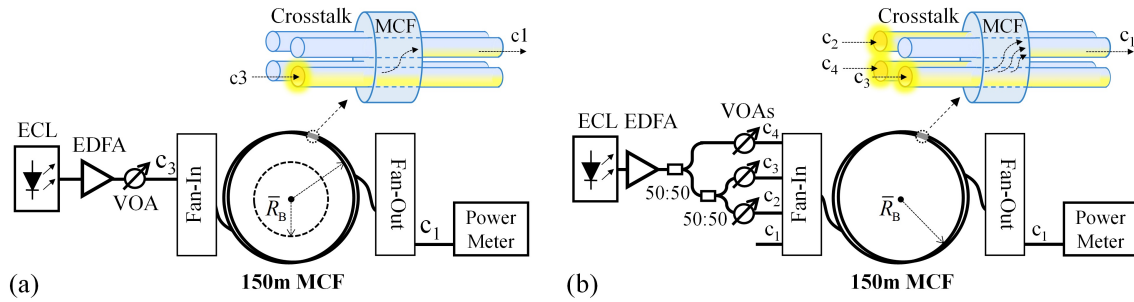 Crosstalk
MCF
c1
c3
ECL
EDFA
VOA
c₃
Fan-In
R̄_B
Fan-Out
c₁
Power
Meter
150m MCF
(a)
Crosstalk
MCF
c₂
c₄
c₃
c₁
ECL
EDFA
50:50
50:50
VOAs
c₄
c₃
c₂
c₁
Fan-In
R̄_B
Fan-Out
c₁
Power
Meter
150m MCF
(b)